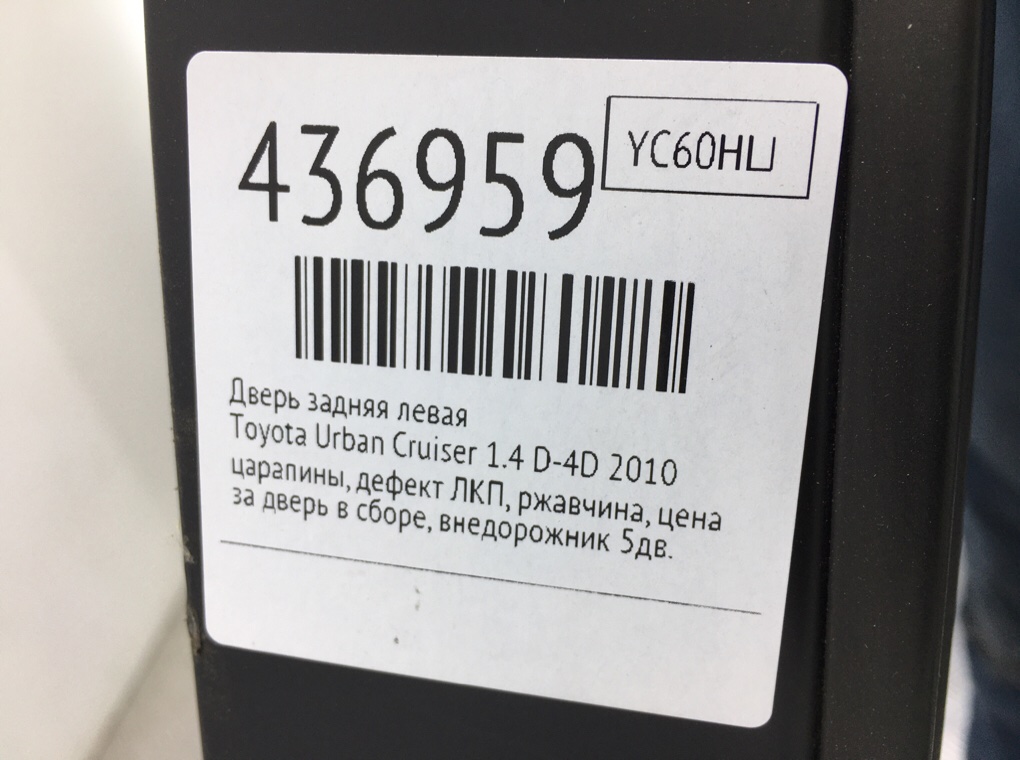 436959
YC60HЦ
Дверь задняя левая
Toyota Urban Cruiser 1.4 D-4D 2010
царапины, дефект ЛКП, ржавчина, цена
за дверь в сборе, внедорожник 5дв.